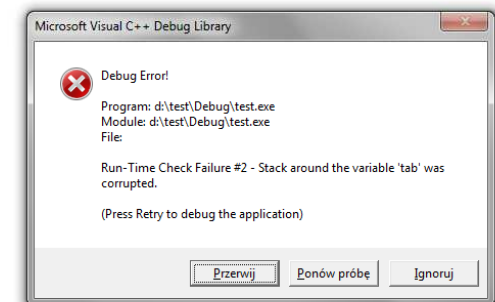 Microsoft Visual C++ Debug Library
Debug Error!
Program: d:\test\Debug\test.exe
Module: d:\test\Debug\test.exe
File:
Run-Time Check Failure #2 - Stack around the variable 'tab' was
corrupted.
(Press Retry to debug the application)
Przerwij Ponów próbę Ignoruj